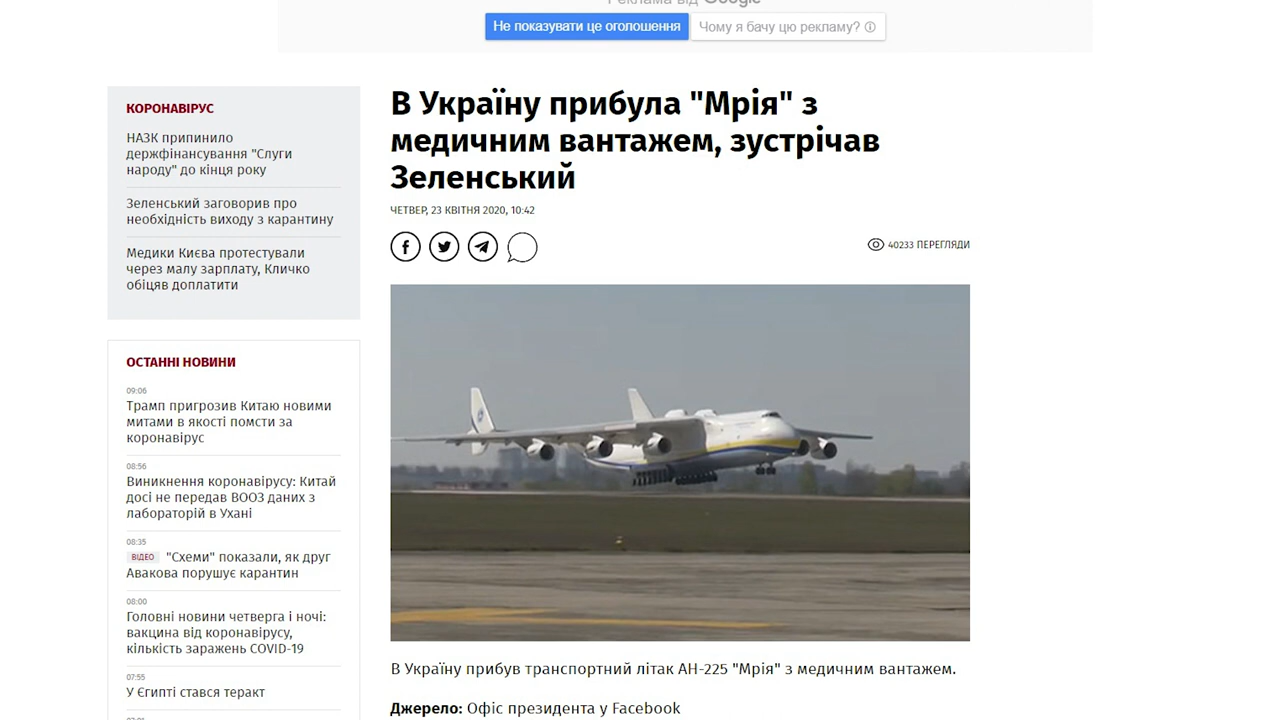 Реклама від Google
Не показувати це оголошення
Чому я бачу цю рекламу?
КОРОНАВІРУС
НАЗК припинило
держфінансування "Слуги
народу" до кінця року
Зеленський заговорив про
необхідність виходу з карантину
Медики Києва протестували
через малу зарплату, Кличко
обіцяв доплатити
ОСТАННІ НОВИНИ
09:06
Трамп пригрозив Китаю новими
митами в якості помсти за
коронавірус
08:56
Виникнення коронавірусу: Китай
досі не передав ВООЗ даних з
лабораторій в Ухані
08:35
ВІДЕО "Схеми" показали, як друг
Авакова порушує карантин
08:00
Головні новини четверга і ночі:
вакцина від коронавірусу,
кількість заражень COVID-19
07:55
У Єгипті стався теракт
В Україну прибула "Мрія" з
медичним вантажем, зустрічав
Зеленський
ЧЕТВЕР, 23 КВІТНЯ 2020, 10:42
40233 ПЕРЕГЛЯДИ
В Україну прибув транспортний літак АН-225 "Мрія" з медичним вантажем.
Джерело: Офіс президента у Facebook